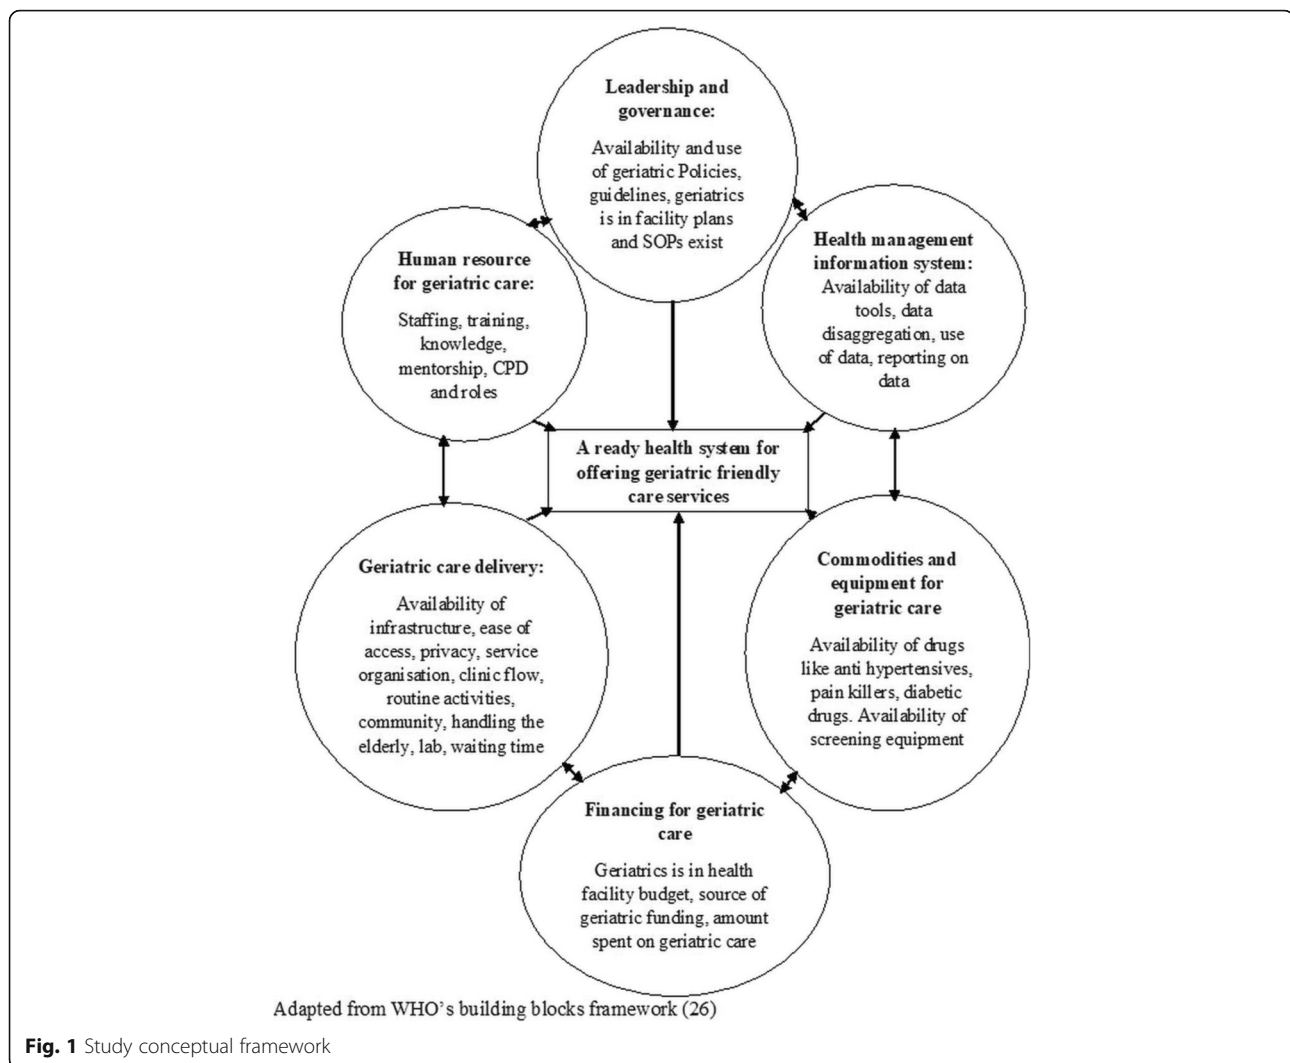 Leadership and
governance:
Availability and use
of geriatric Policies,
guidelines, geriatrics
is in facility plans
and SOPs exist
Human resource
for geriatric care:
Staffing, training,
knowledge,
mentorship, CPD
and roles
Health management
information system:
Availability of data
tools, data
disaggregation, use
of data, reporting on
data
A ready health system for
offering geriatric friendly
care services
Geriatric care delivery:
Availability of
infrastructure, ease of
access, privacy, service
organisation, clinic flow,
routine activities,
community, handling the
elderly, lab, waiting time
Commodities and
equipment for
geriatric care
Availability of drugs
like anti hypertensives,
pain killers, diabetic
drugs. Availability of
screening equipment
Financing for geriatric
care
Geriatrics is in health
facility budget, source of
geriatric funding, amount
spent on geriatric care
Adapted from WHO's building blocks framework (26)
Fig. 1 Study conceptual framework